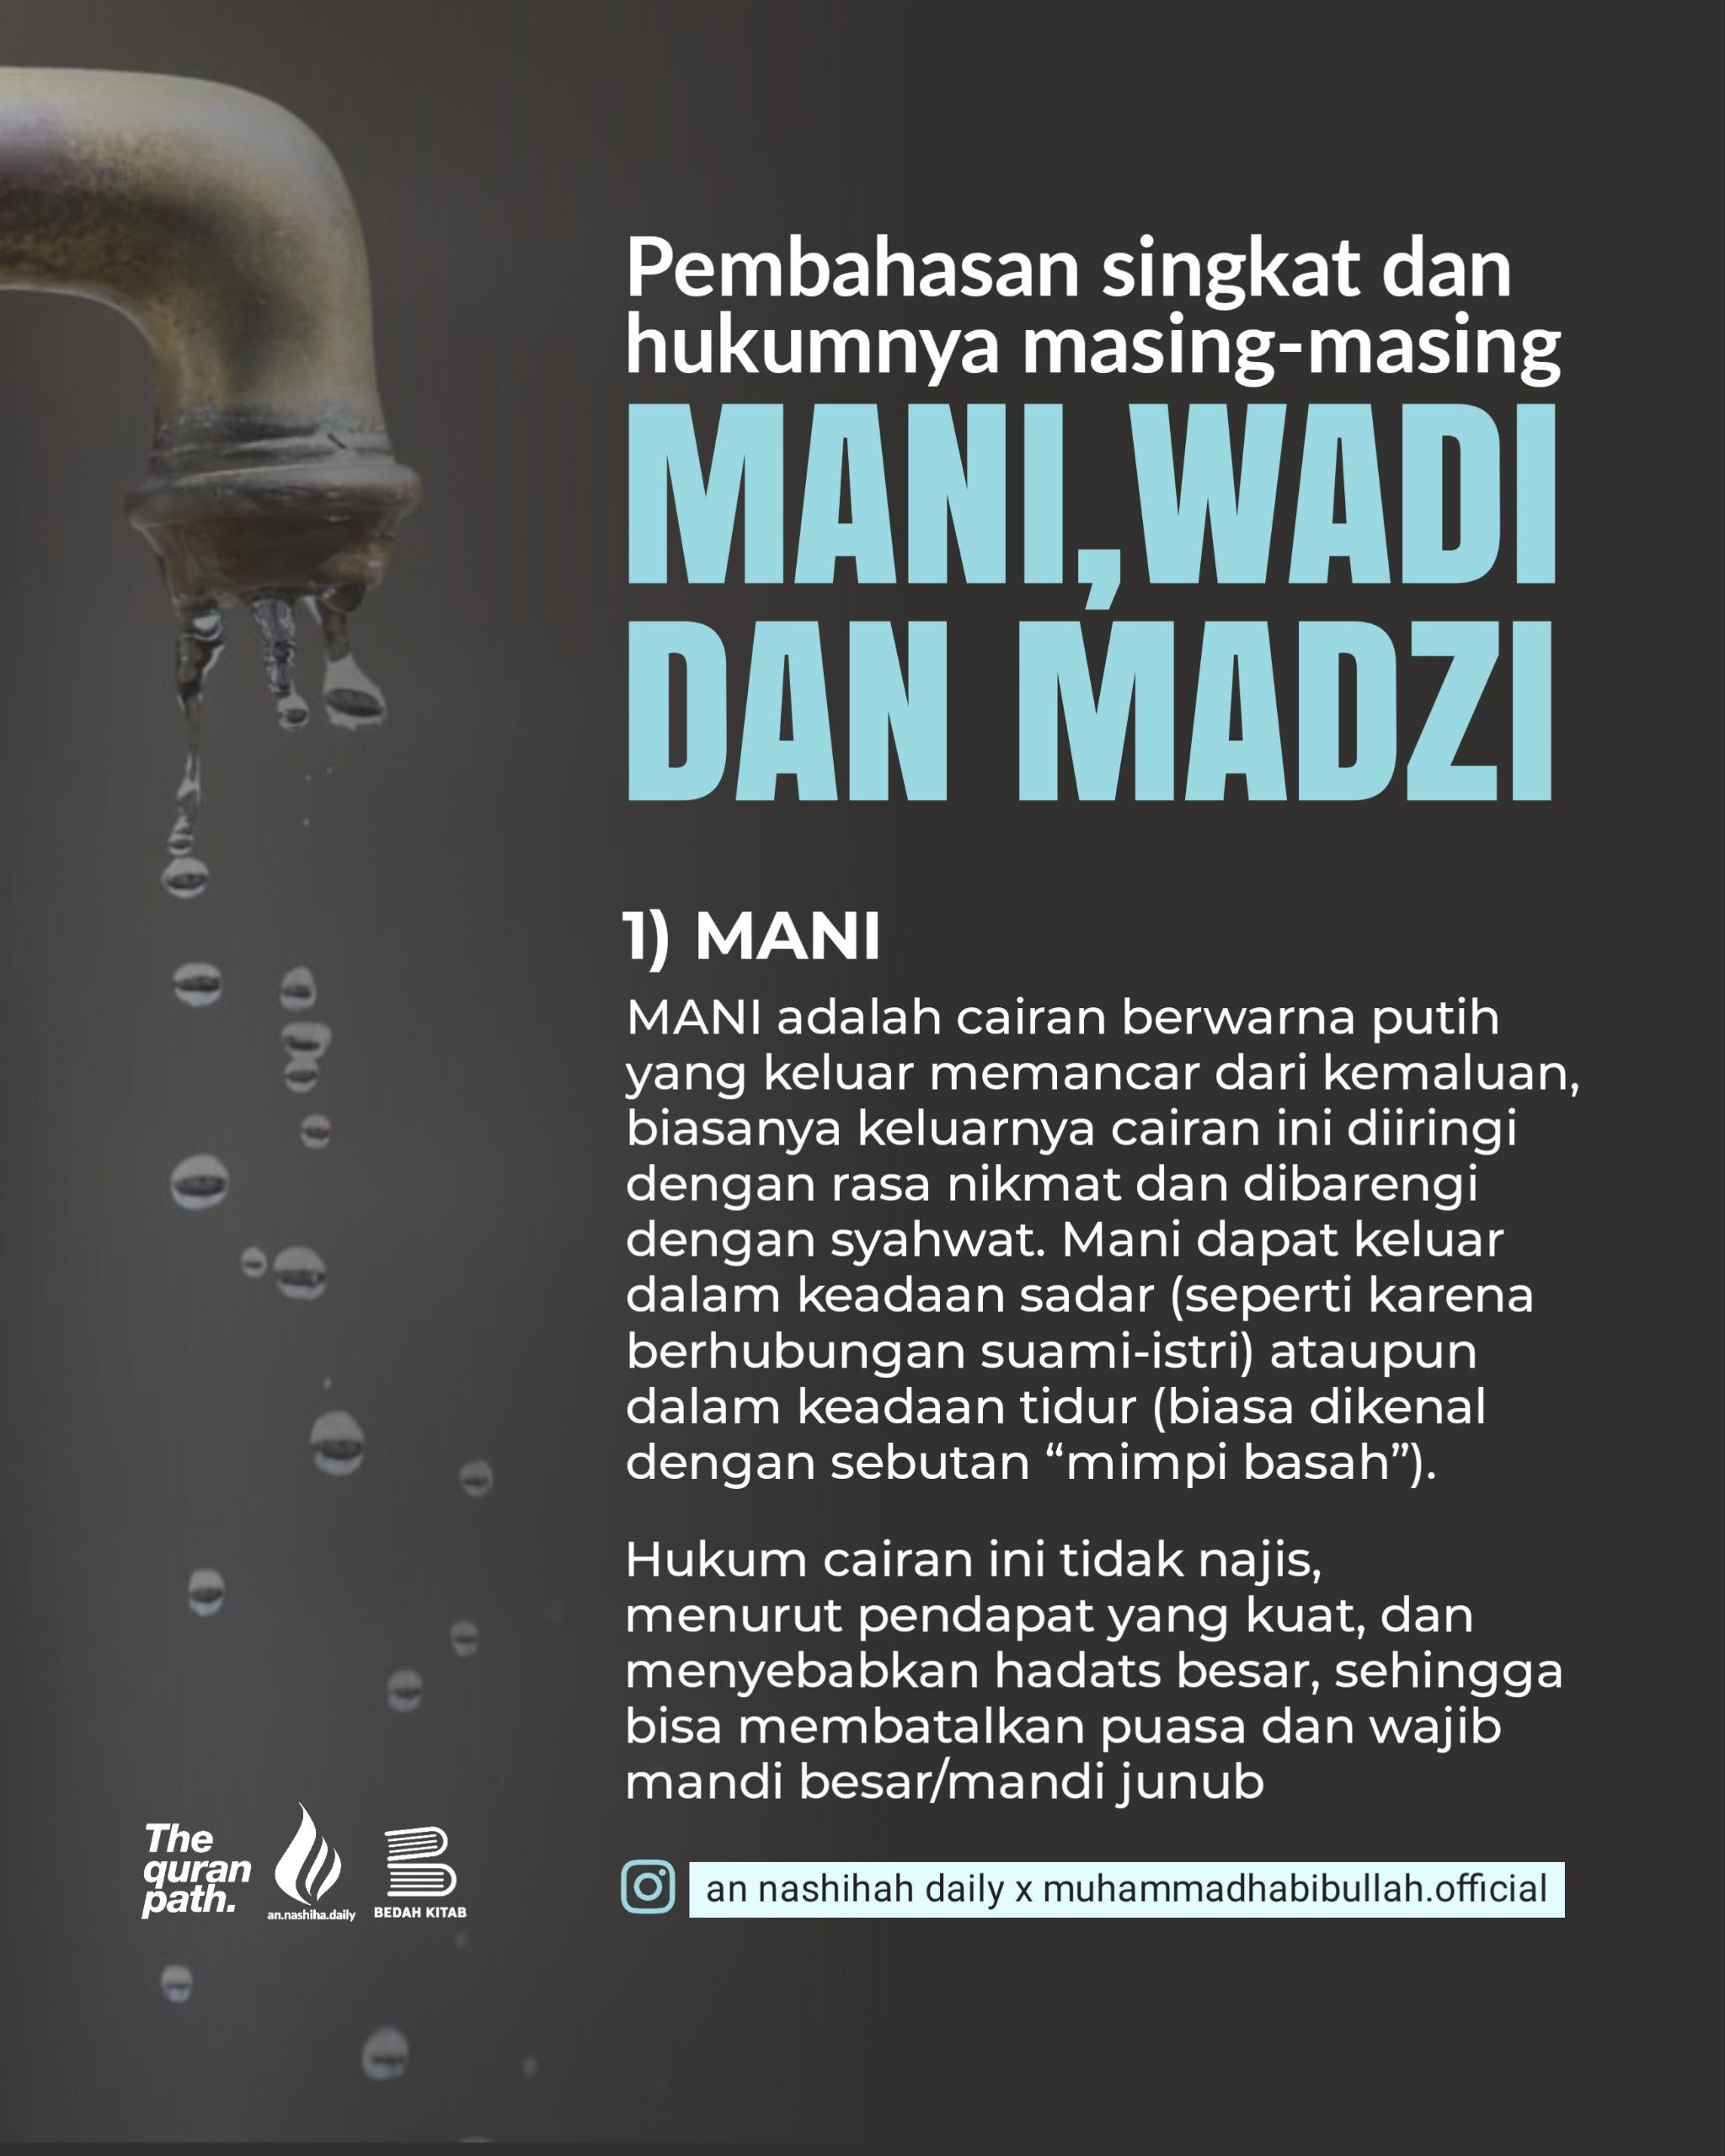 Pembahasan singkat dan
hukumnya masing-masing
MANI,WADI
DAN MADZI
1) MANI
MANI adalah cairan berwarna putih
yang keluar memancar dari kemaluan,
biasanya keluarnya cairan ini diiringi
dengan rasa nikmat dan dibarengi
dengan syahwat. Mani dapat keluar
dalam keadaan sadar (seperti karena
berhubungan suami-istri) ataupun
dalam keadaan tidur (biasa dikenal
dengan sebutan “mimpi basah”).
Hukum cairan ini tidak najis,
menurut pendapat yang kuat, dan
menyebabkan hadats besar, sehingga
bisa membatalkan puasa dan wajib
mandi besar/mandi junub
The
quran
path.
an.nashiha.daily
BEDAH KITAB
an nashihah daily x muhammadhabibullah.official